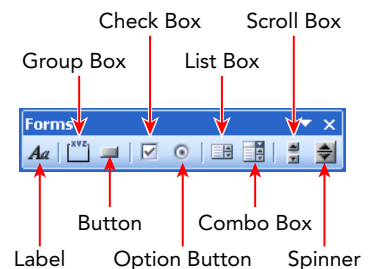 Check Box Scroll Box
Group Box List Box
Forms
Aa XYZ
Button Combo Box
Label Option Button Spinner